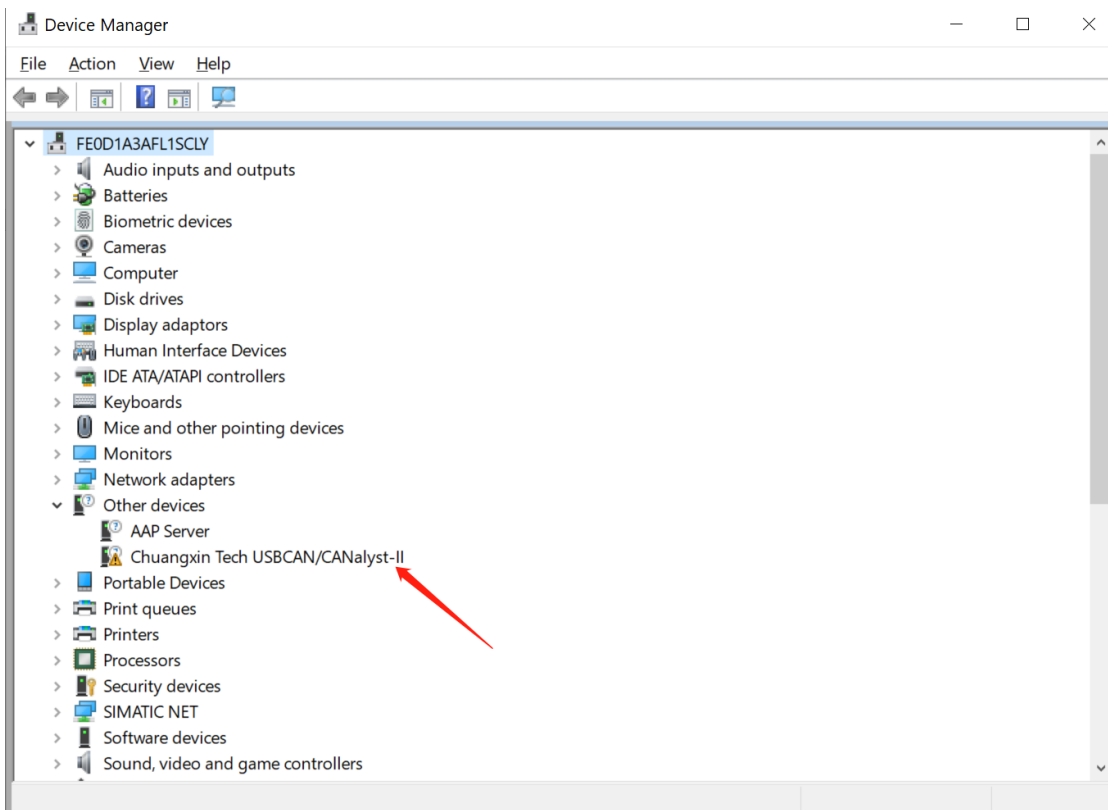 Device Manager
File Action View Help
FE0D1A3AFL1SCLY
Audio inputs and outputs
Batteries
Biometric devices
Cameras
Computer
Disk drives
Display adaptors
Human Interface Devices
IDE ATA/ATAPI controllers
Keyboards
Mice and other pointing devices
Monitors
Network adapters
Other devices
AAP Server
Chuangxin Tech USBCAN/CANalyst-II
Portable Devices
Print queues
Printers
Processors
Security devices
SIMATIC NET
Software devices
Sound, video and game controllers